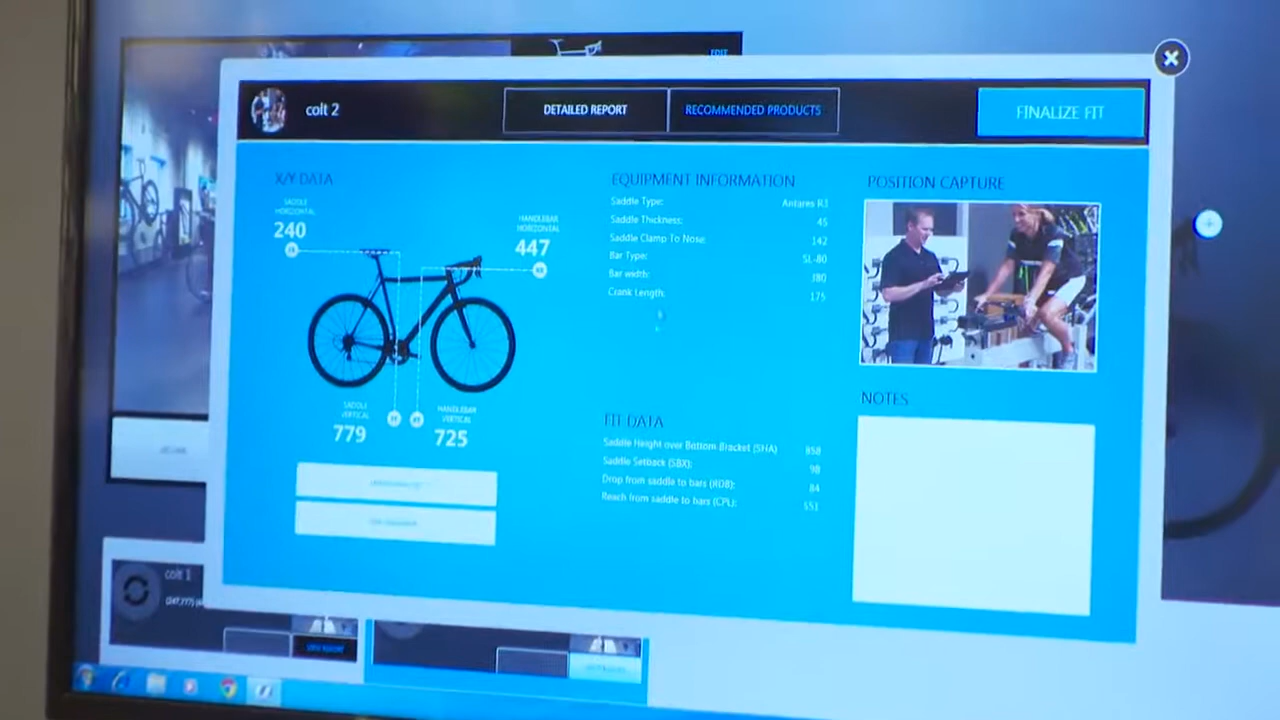 EDIT
colt 2
DETAILED REPORT
RECOMMENDED PRODUCTS
FINALIZE FIT
X/Y DATA
SADDLE
HORIZONTAL
240
HANDLEBAR
HORIZONTAL
447
SADDLE
VERTICAL
779
HANDLEBAR
VERTICAL
725
EQUIPMENT INFORMATION
Saddle Type: Antares R3
Saddle Thickness: 45
Saddle Clamp To Nose: 142
Bar Type: SL-80
Bar width: 380
Crank Length: 175
FIT DATA
Saddle Height over Bottom Bracket (SHA) 858
Saddle Setback (SBX): 98
Drop from saddle to bars (RDB): 84
Reach from saddle to bars (CPL): 551
POSITION CAPTURE
NOTES
colt 1